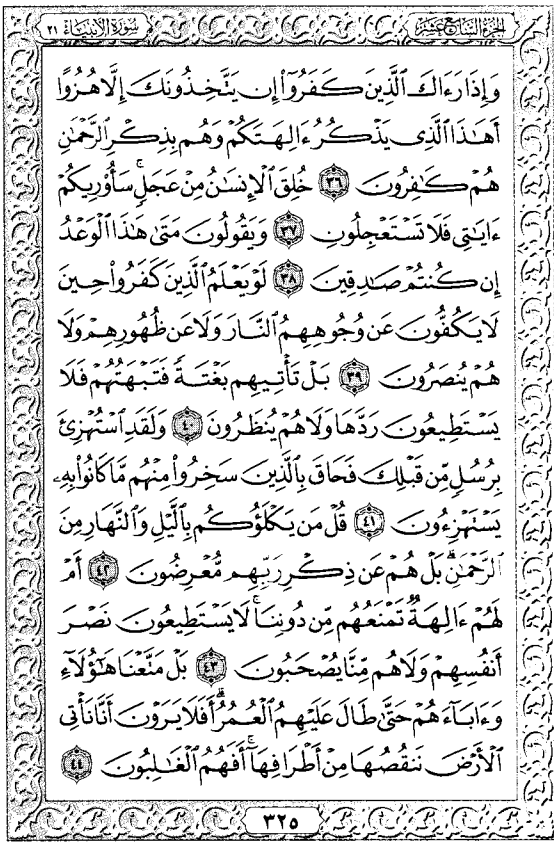 سورة الأنبياء ٢١
الجزء السابع عشر
وَإِذَا رَءَاكَ ٱلَّذِينَ كَفَرُوٓا۟ إِن يَتَّخِذُونَكَ إِلَّا هُزُوًا
أَهَٰذَا ٱلَّذِى يَذْكُرُ ءَالِهَتَكُمْ وَهُم بِذِكْرِ ٱلرَّحْمَٰنِ
هُمْ كَٰفِرُونَ ٣٦ خُلِقَ ٱلْإِنسَٰنُ مِنْ عَجَلٍ ۚ سَأُو۟رِيكُمْ
ءَايَٰتِى فَلَا تَسْتَعْجِلُونِ ٣٧ وَيَقُولُونَ مَتَىٰ هَٰذَا ٱلْوَعْدُ
إِن كُنتُمْ صَٰدِقِينَ ٣٨ لَوْ يَعْلَمُ ٱلَّذِينَ كَفَرُوا۟ حِينَ
لَا يَكُفُّونَ عَن وُجُوهِهِمُ ٱلنَّارَ وَلَا عَن ظُهُورِهِمْ وَلَا
هُمْ يُنصَرُونَ ٣٩ بَلْ تَأْتِيهِم بَغْتَةً فَتَبْهَتُهُمْ فَلَا
يَسْتَطِيعُونَ رَدَّهَا وَلَا هُمْ يُنظَرُونَ ٤٠ وَلَقَدِ ٱسْتُهْزِئَ
بِرُسُلٍ مِّن قَبْلِكَ فَحَاقَ بِٱلَّذِينَ سَخِرُوا۟ مِنْهُم مَّا كَانُوا۟ بِهِۦ
يَسْتَهْزِءُونَ ٤١ قُلْ مَن يَكْلَؤُكُم بِٱلَّيْلِ وَٱلنَّهَارِ مِنَ
ٱلرَّحْمَٰنِ ۗ بَلْ هُمْ عَن ذِكْرِ رَبِّهِم مُّعْرِضُونَ ٤٢ أَمْ
لَهُمْ ءَالِهَةٌ تَمْنَعُهُم مِّن دُونِنَا ۚ لَا يَسْتَطِيعُونَ نَصْرَ
أَنفُسِهِمْ وَلَا هُم مِّنَّا يُصْحَبُونَ ٤٣ بَلْ مَتَّعْنَا هَٰٓؤُلَآءِ
وَءَابَآءَهُمْ حَتَّىٰ طَالَ عَلَيْهِمُ ٱلْعُمُرُ ۗ أَفَلَا يَرَوْنَ أَنَّا نَأْتِى
ٱلْأَرْضَ نَنقُصُهَا مِنْ أَطْرَافِهَآ ۚ أَفَهُمُ ٱلْغَٰلِبُونَ ٤٤
٣٢٥